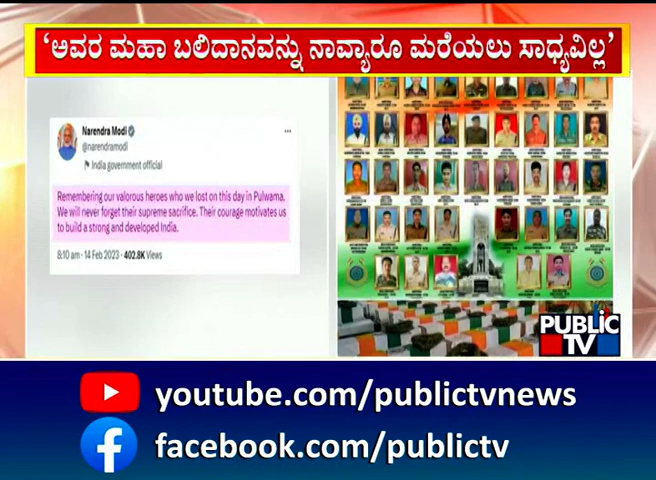 ‘ಅವರ ಮಹಾ ಬಲಿದಾನವನ್ನು ನಾವ್ಯಾರೂ ಮರೆಯಲು ಸಾಧ್ಯವಿಲ್ಲ’
Narendra Modi
@narendramodi
India government official
Remembering our valorous heroes who we lost on this day in Pulwama.
We will never forget their supreme sacrifice. Their courage motivates us
to build a strong and developed India.
8:10 am · 14 Feb 2023 · 402.8K Views
PUBLiC
TV
youtube.com/publictvnews
facebook.com/publictv